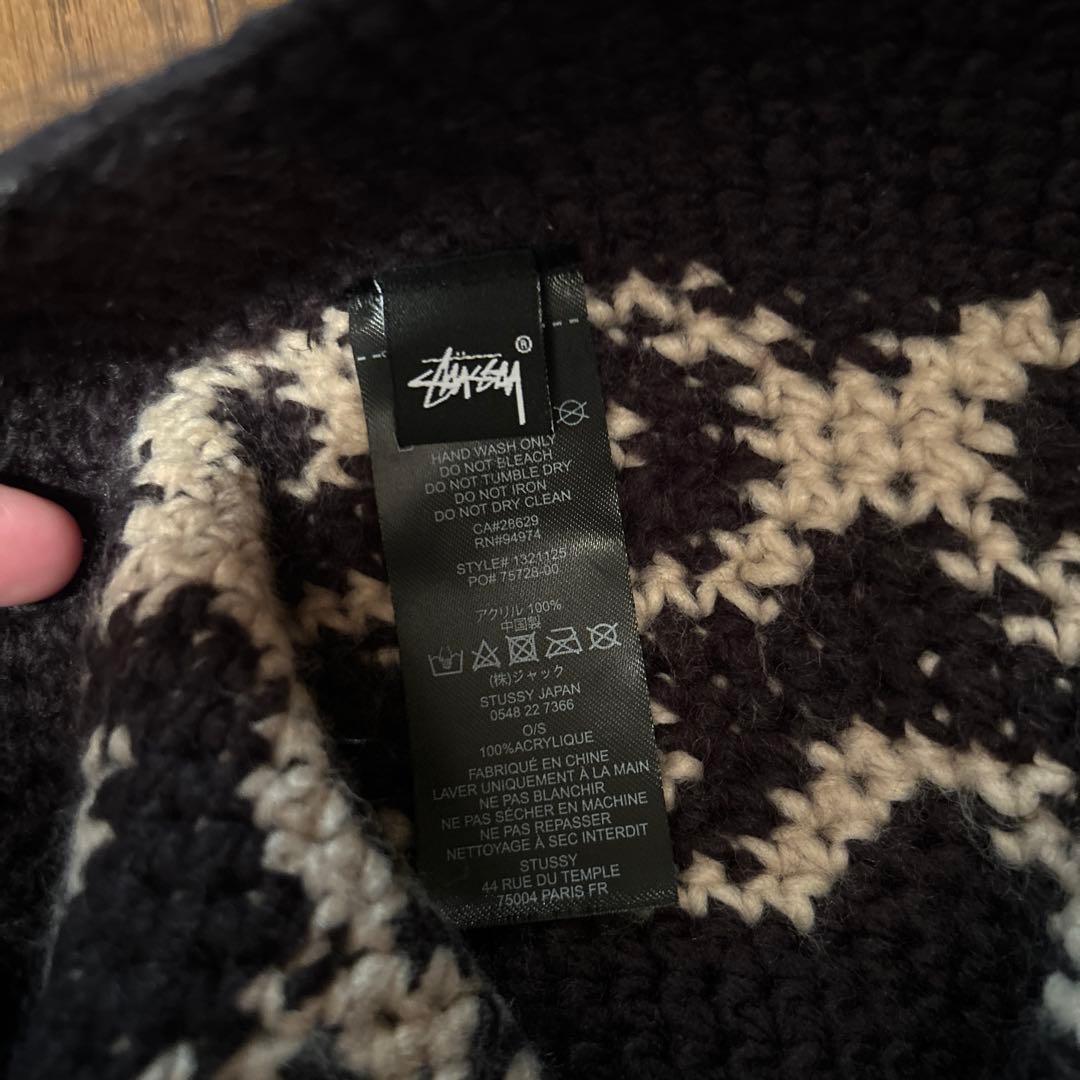 STÜSSY®
HAND WASH ONLY
DO NOT BLEACH
DO NOT TUMBLE DRY
DO NOT IRON
DO NOT DRY CLEAN
CA#28629
RN#94974
STYLE# 1321125
PO# 75728-00
アクリル 100%
中国製
(株)ジャック
STUSSY JAPAN
0548 22 7366
O/S
100%ACRYLIQUE
FABRIQUÉ EN CHINE
LAVER UNIQUEMENT À LA MAIN
NE PAS BLANCHIR
NE PAS SÉCHER EN MACHINE
NE PAS REPASSER
NETTOYAGE À SEC INTERDIT
STUSSY
44 RUE DU TEMPLE
75004 PARIS FR